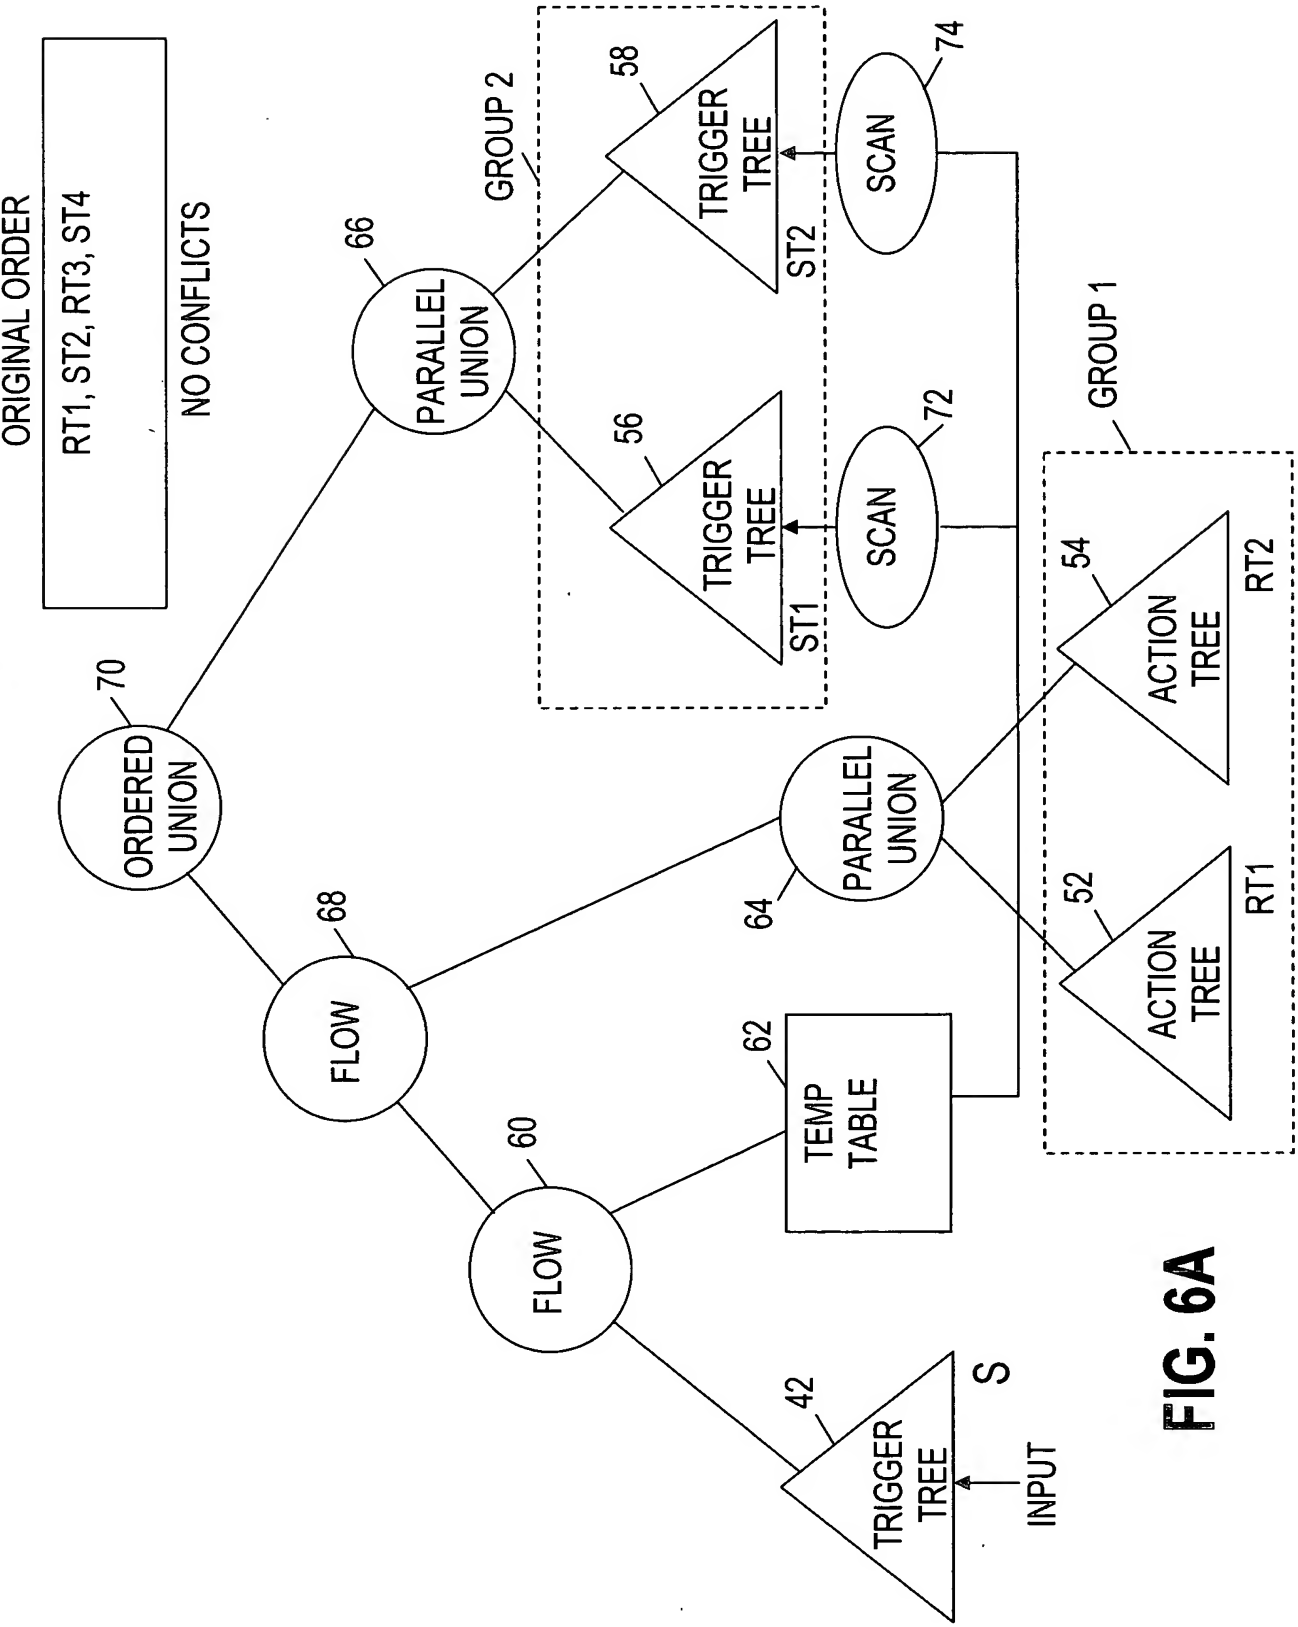 ORIGINAL ORDER
RT1, ST2, RT3, ST4
NO CONFLICTS
70
ORDERED
UNION
66
PARALLEL
UNION
68
FLOW
60
FLOW
GROUP 2
56
TRIGGER
TREE
ST1
58
TRIGGER
TREE
ST2
42
TRIGGER
TREE
S
INPUT
62
TEMP
TABLE
64
PARALLEL
UNION
72
SCAN
74
SCAN
GROUP 1
52
ACTION
TREE
RT1
54
ACTION
TREE
RT2
FIG. 6A